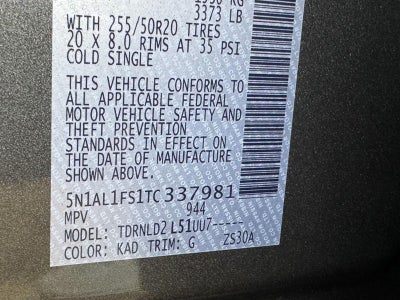 3373 LB
WITH 255/50R20 TIRES
20 X 8.0 RIMS AT 35 PSI
COLD SINGLE
THIS VEHICLE CONFORMS TO
ALL APPLICABLE FEDERAL
MOTOR VEHICLE SAFETY AND
THEFT PREVENTION
STANDARDS IN EFFECT ON
THE DATE OF MANUFACTURE
SHOWN ABOVE.
5N1AL1FS1TC337981
MPV 944
MODEL: TDRNLD2L51UU7-----
COLOR: KAD TRIM: G ZS30A